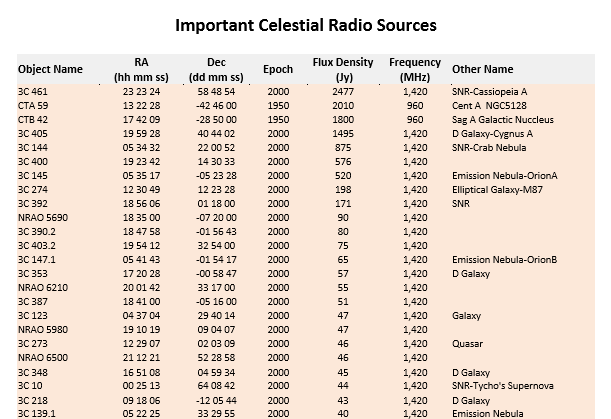 Important Celestial Radio Sources
Object Name RA (hh mm ss) Dec (dd mm ss) Epoch Flux Density (Jy) Frequency (MHz) Other Name
3C 461 23 23 24 58 48 54 2000 2477 1,420 SNR-Cassiopeia A
CTA 59 13 22 28 -42 46 00 1950 2010 960 Cent A NGC5128
CTB 42 17 42 09 -28 50 00 1950 1800 960 Sag A Galactic Nuccleus
3C 405 19 59 28 40 44 02 2000 1495 1,420 D Galaxy-Cygnus A
3C 144 05 34 32 22 00 52 2000 875 1,420 SNR-Crab Nebula
3C 400 19 23 42 14 30 33 2000 576 1,420
3C 145 05 35 17 -05 23 28 2000 520 1,420 Emission Nebula-OrionA
3C 274 12 30 49 12 23 28 2000 198 1,420 Elliptical Galaxy-M87
3C 392 18 56 06 01 18 00 2000 171 1,420 SNR
NRAO 5690 18 35 00 -07 20 00 2000 90 1,420
3C 390.2 18 47 58 -01 56 43 2000 80 1,420
3C 403.2 19 54 12 32 54 00 2000 75 1,420
3C 147.1 05 41 43 -01 54 17 2000 65 1,420 Emission Nebula-OrionB
3C 353 17 20 28 -00 58 47 2000 57 1,420 D Galaxy
NRAO 6210 20 01 42 33 17 00 2000 55 1,420
3C 387 18 41 00 -05 16 00 2000 51 1,420
3C 123 04 37 04 29 40 14 2000 47 1,420 Galaxy
NRAO 5980 19 10 19 09 04 07 2000 47 1,420
3C 273 12 29 07 02 03 09 2000 46 1,420 Quasar
NRAO 6500 21 12 21 52 28 58 2000 46 1,420
3C 348 16 51 08 04 59 34 2000 45 1,420 D Galaxy
3C 10 00 25 13 64 08 42 2000 44 1,420 SNR-Tycho's Supernova
3C 218 09 18 06 -12 05 44 2000 43 1,420 D Galaxy
3C 139.1 05 22 25 33 29 55 2000 40 1,420 Emission Nebula